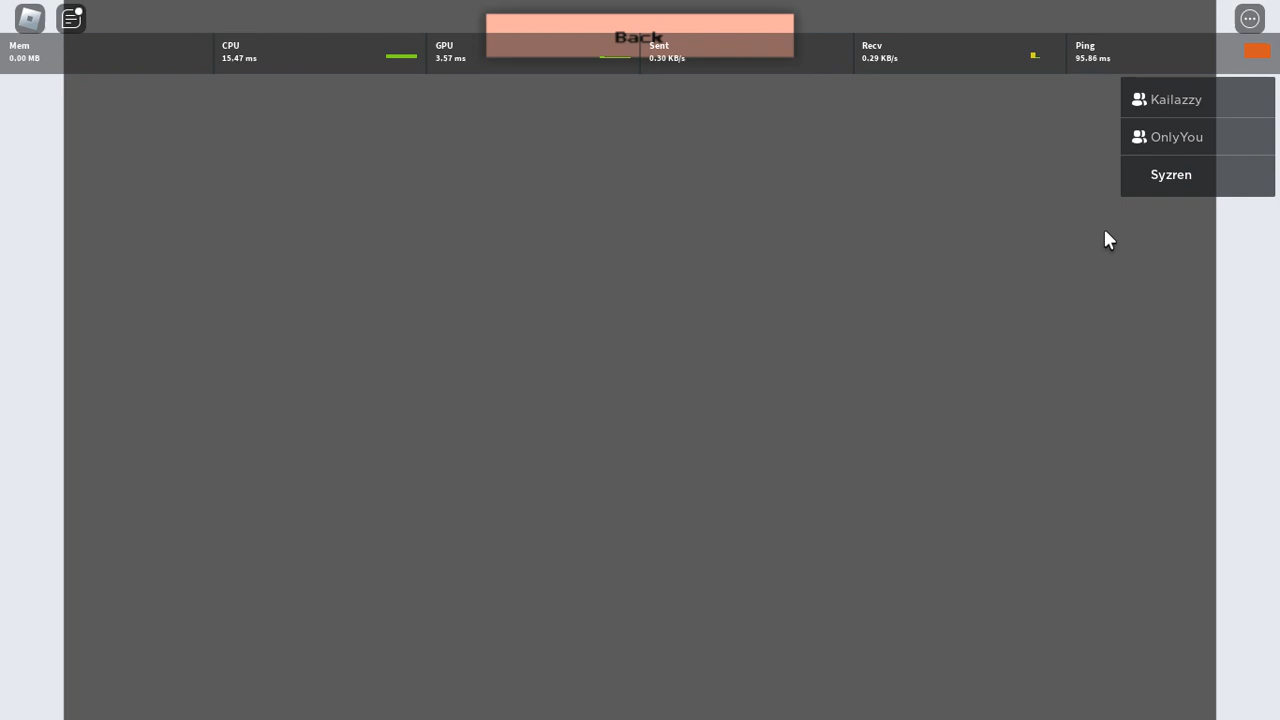 Back
Mem
0.00 MB
CPU
15.47 ms
GPU
3.57 ms
Sent
0.30 KB/s
Recv
0.29 KB/s
Ping
95.86 ms
Kailazzy
OnlyYou
Syzren